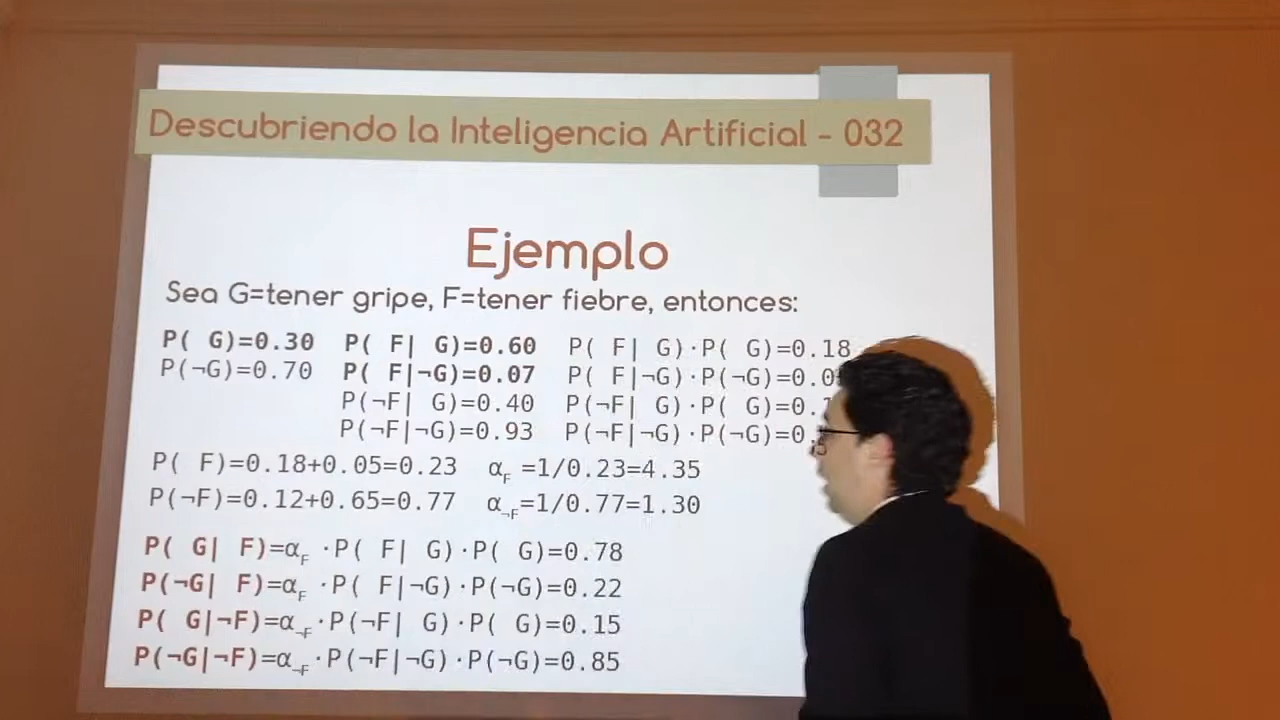 Descubriendo la Inteligencia Artificial - 032
Ejemplo
Sea G=tener gripe, F=tener fiebre, entonces:
P( G)=0.30 P( F| G)=0.60 P( F| G)·P( G)=0.18
P(¬G)=0.70 P( F|¬G)=0.07 P( F|¬G)·P(¬G)=0.0
P(¬F| G)=0.40 P(¬F| G)·P( G)=0.1
P(¬F|¬G)=0.93 P(¬F|¬G)·P(¬G)=0.
P( F)=0.18+0.05=0.23 αF =1/0.23=4.35
P(¬F)=0.12+0.65=0.77 α¬F=1/0.77=1.30
P( G| F)=αF ·P( F| G)·P( G)=0.78
P(¬G| F)=αF ·P( F|¬G)·P(¬G)=0.22
P( G|¬F)=α¬F·P(¬F| G)·P( G)=0.15
P(¬G|¬F)=α¬F·P(¬F|¬G)·P(¬G)=0.85